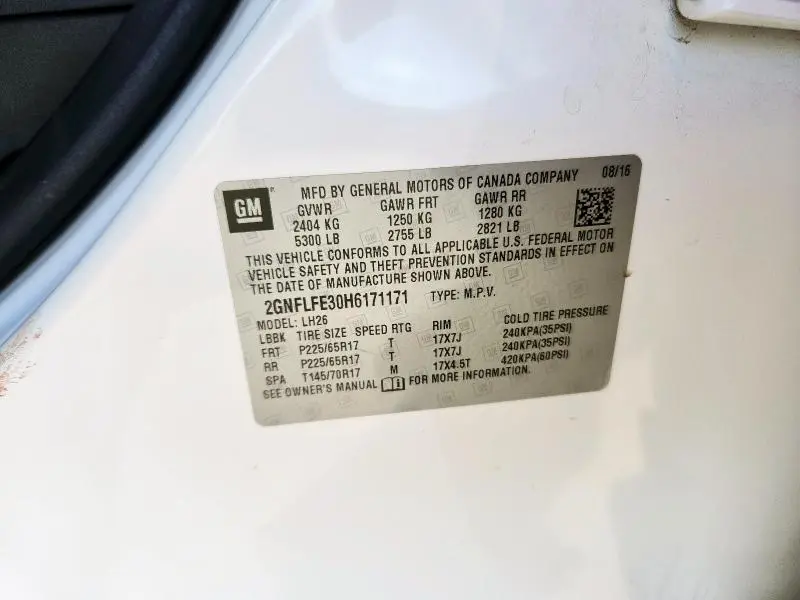 MFD BY GENERAL MOTORS OF CANADA COMPANY 08/16
GM®
GVWR GAWR FRT GAWR RR
2404 KG 1250 KG 1280 KG
5300 LB 2755 LB 2821 LB
THIS VEHICLE CONFORMS TO ALL APPLICABLE U.S. FEDERAL MOTOR
VEHICLE SAFETY AND THEFT PREVENTION STANDARDS IN EFFECT ON
THE DATE OF MANUFACTURE SHOWN ABOVE.
2GNFLFE30H6171171 TYPE: M.P.V.
MODEL: LH26
LBBK TIRE SIZE SPEED RTG RIM COLD TIRE PRESSURE
FRT P225/65R17 T 17X7J 240KPA(35PSI)
RR P225/65R17 T 17X7J 240KPA(35PSI)
SPA T145/70R17 M 17X4.5T 420KPA(60PSI)
SEE OWNER'S MANUAL FOR MORE INFORMATION.